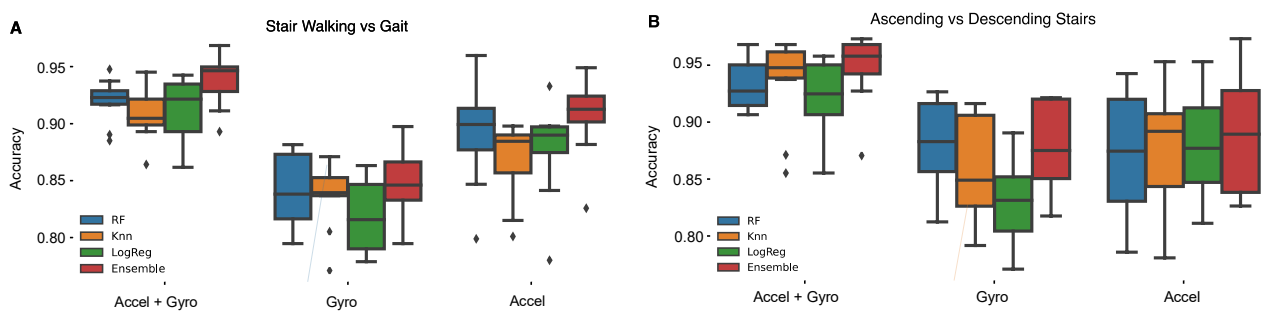 A
Stair Walking vs Gait
0.95
0.90
0.85
0.80
Accuracy
RF
Knn
LogReg
Ensemble
Accel + Gyro
Gyro
Accel
B
Ascending vs Descending Stairs
0.95
0.90
0.85
0.80
Accuracy
RF
Knn
LogReg
Ensemble
Accel + Gyro
Gyro
Accel